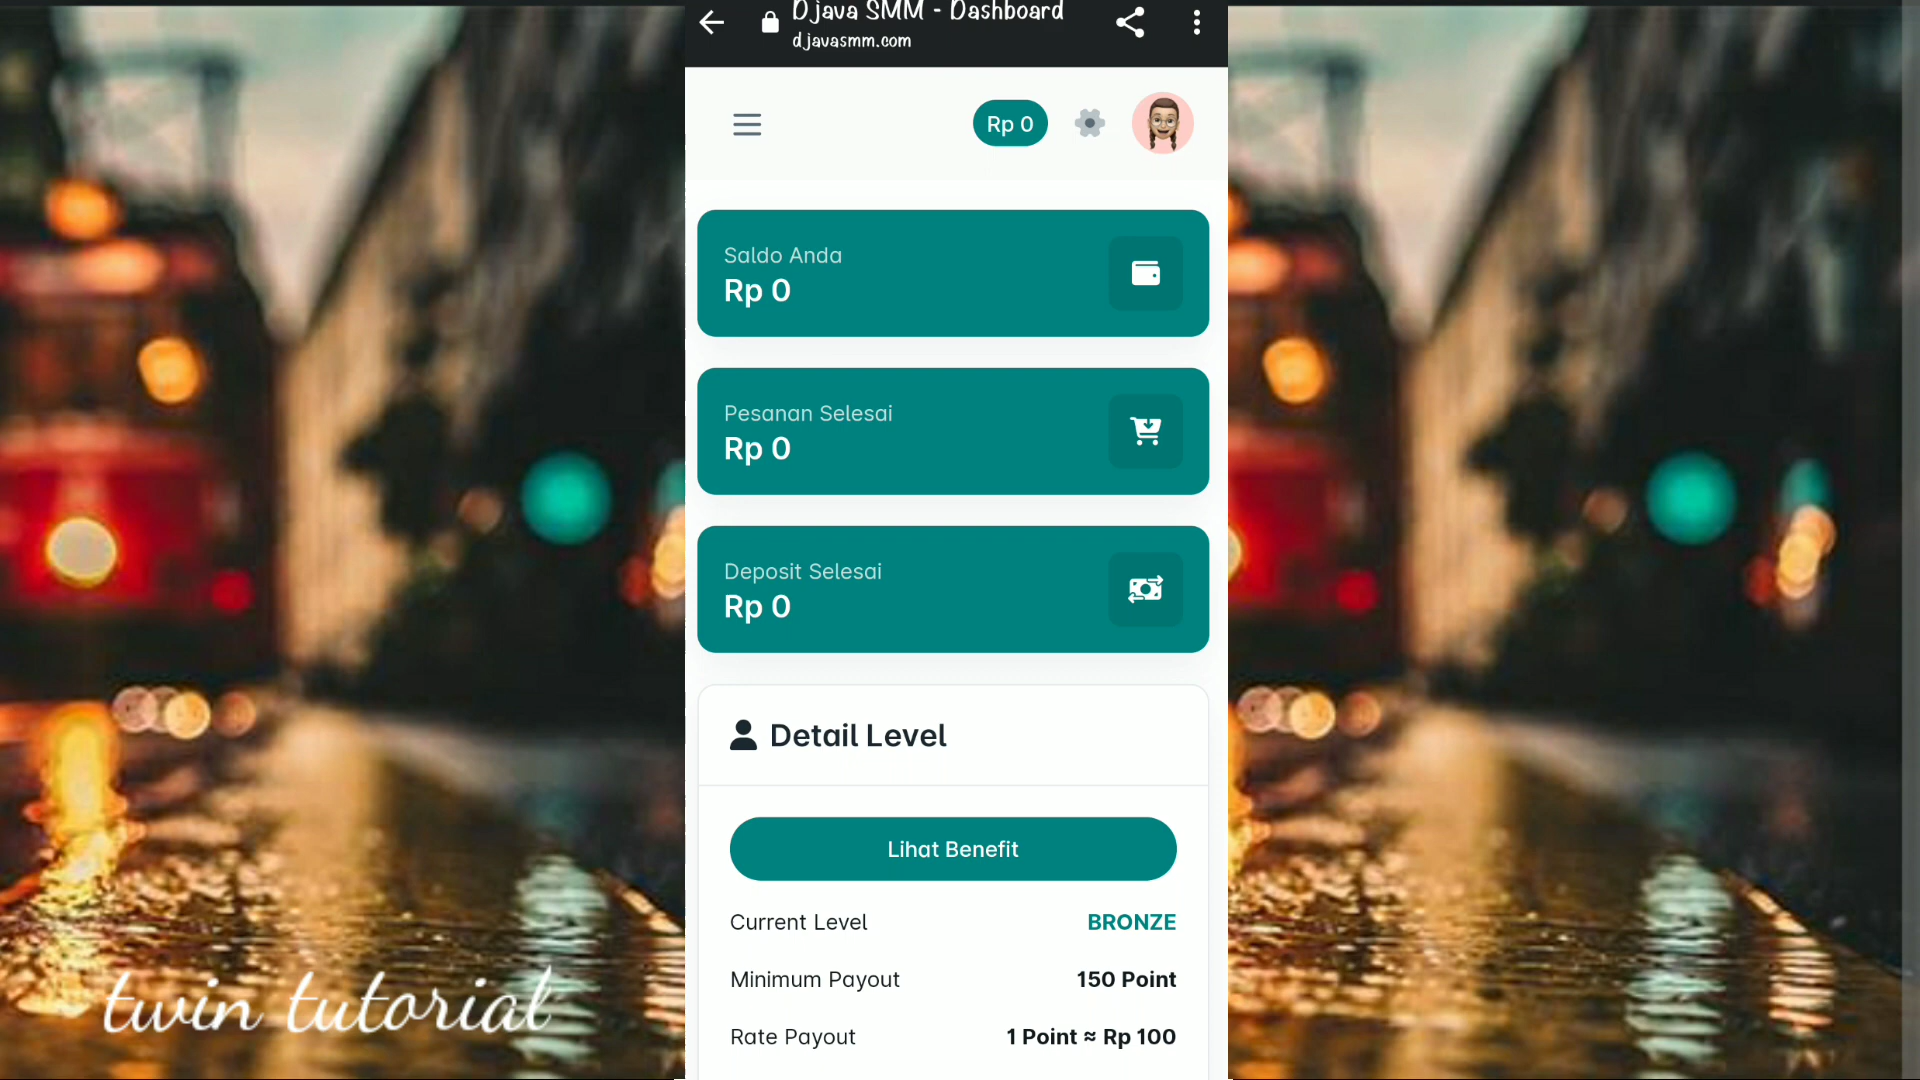 Djava SMM - Dashboard
djavasmm.com
Rp 0
Saldo Anda
Rp 0
Pesanan Selesai
Rp 0
Deposit Selesai
Rp 0
Detail Level
Lihat Benefit
Current Level BRONZE
Minimum Payout 150 Point
Rate Payout 1 Point ≈ Rp 100
twin tutorial